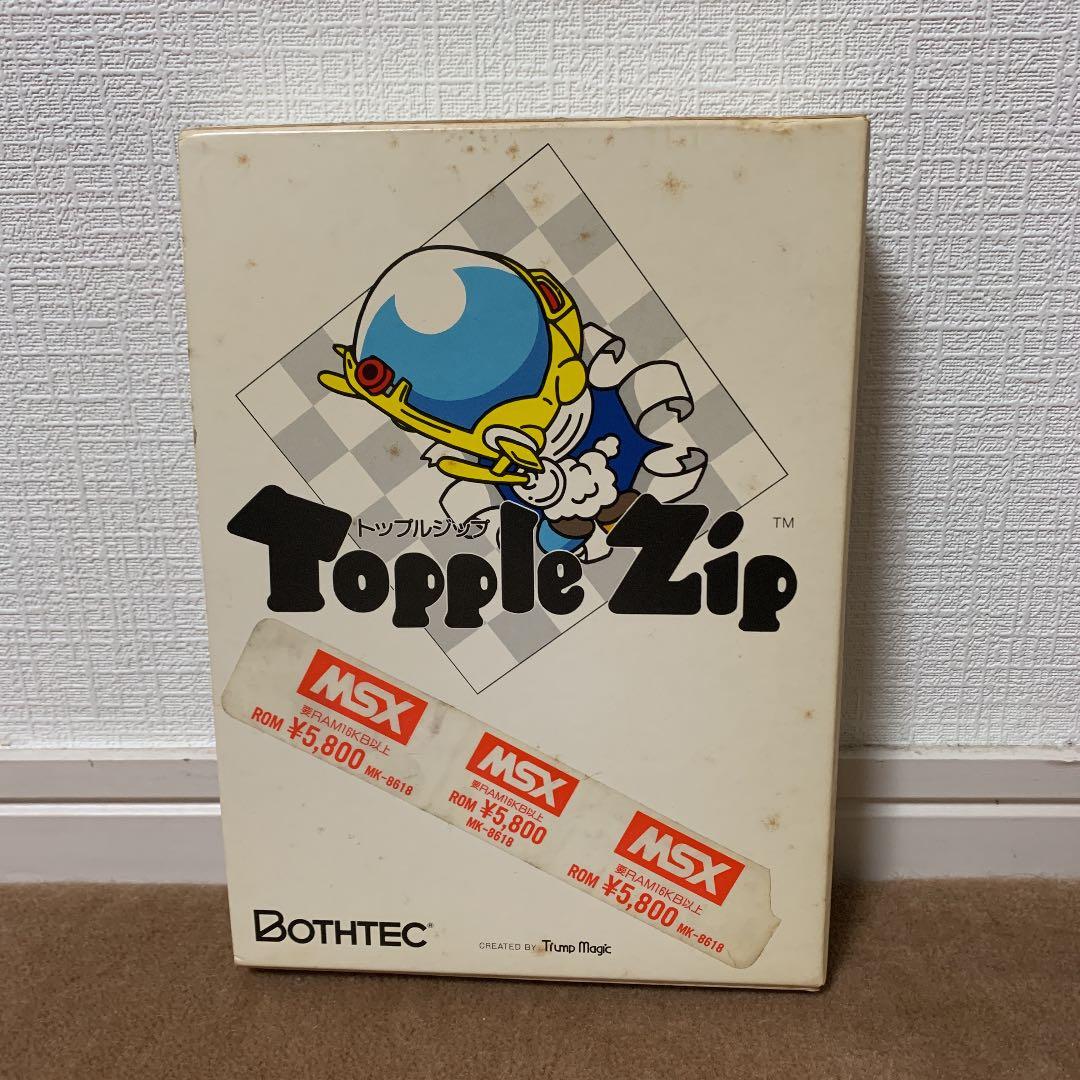 トップルジップ
Topple Zip ™
MSX
要RAM16KB以上
ROM ¥5,800 MK-8618
MSX
要RAM16KB以上
ROM ¥5,800
MK-8618
MSX
要RAM16KB以上
ROM ¥5,800 MK-8618
BOTHTEC®
CREATED BY Trump Magic